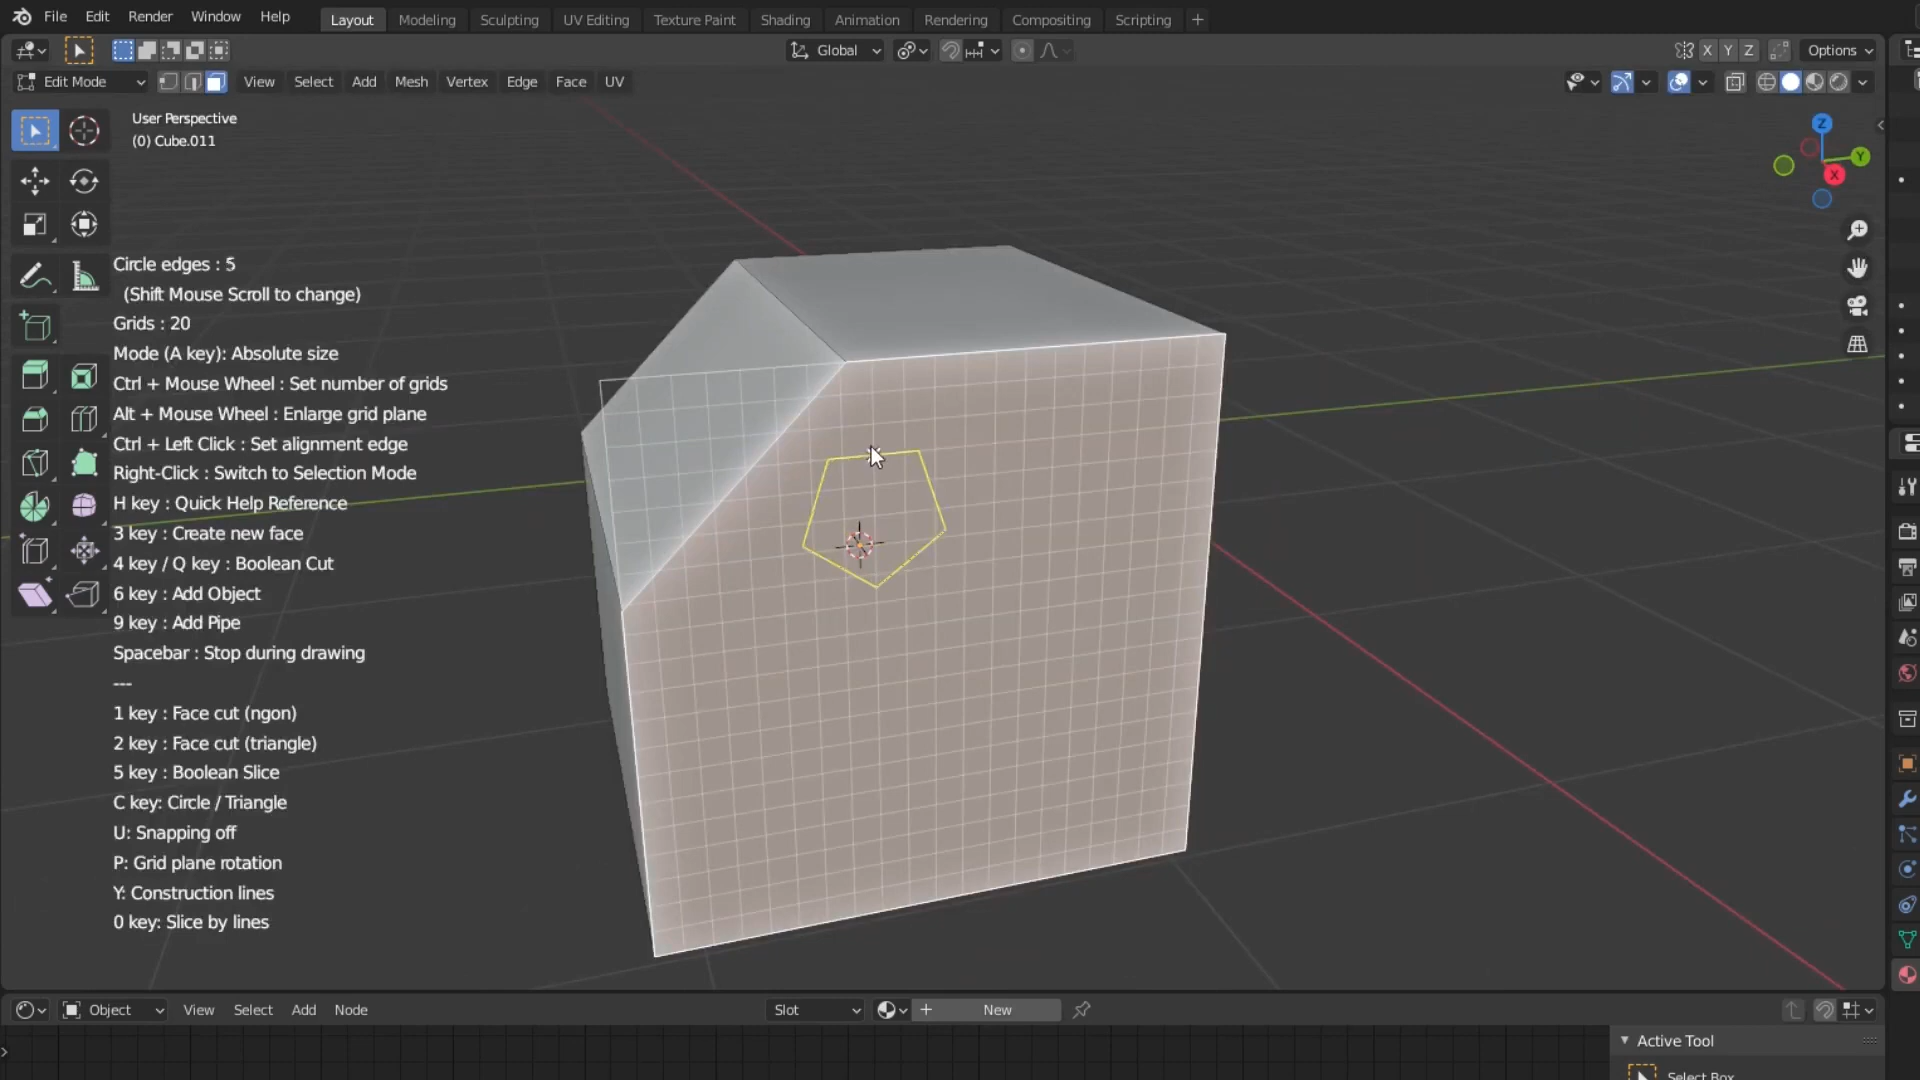 File Edit Render Window Help Layout Modeling Sculpting UV Editing Texture Paint Shading Animation Rendering Compositing Scripting +
Global X Y Z Options
Edit Mode View Select Add Mesh Vertex Edge Face UV
User Perspective
(0) Cube.011
Z
Y
X
Circle edges : 5
(Shift Mouse Scroll to change)
Grids : 20
Mode (A key): Absolute size
Ctrl + Mouse Wheel : Set number of grids
Alt + Mouse Wheel : Enlarge grid plane
Ctrl + Left Click : Set alignment edge
Right-Click : Switch to Selection Mode
H key : Quick Help Reference
3 key : Create new face
4 key / Q key : Boolean Cut
6 key : Add Object
9 key : Add Pipe
Spacebar : Stop during drawing
---
1 key : Face cut (ngon)
2 key : Face cut (triangle)
5 key : Boolean Slice
C key: Circle / Triangle
U: Snapping off
P: Grid plane rotation
Y: Construction lines
0 key: Slice by lines
Object View Select Add Node Slot + New
Active Tool
Select Box